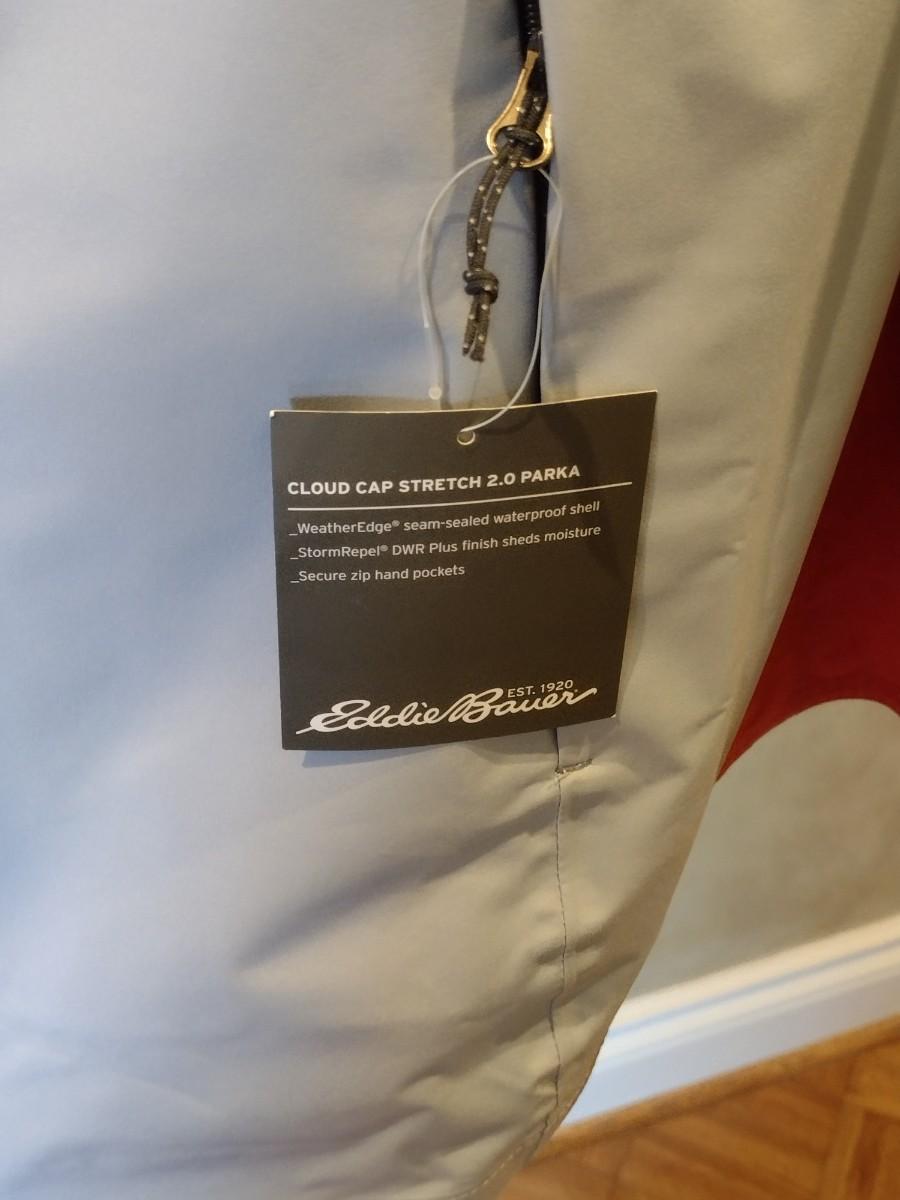 CLOUD CAP STRETCH 2.0 PARKA
_WeatherEdge® seam-sealed waterproof shell
_StormRepel® DWR Plus finish sheds moisture
_Secure zip hand pockets
EST. 1920
Eddie Bauer